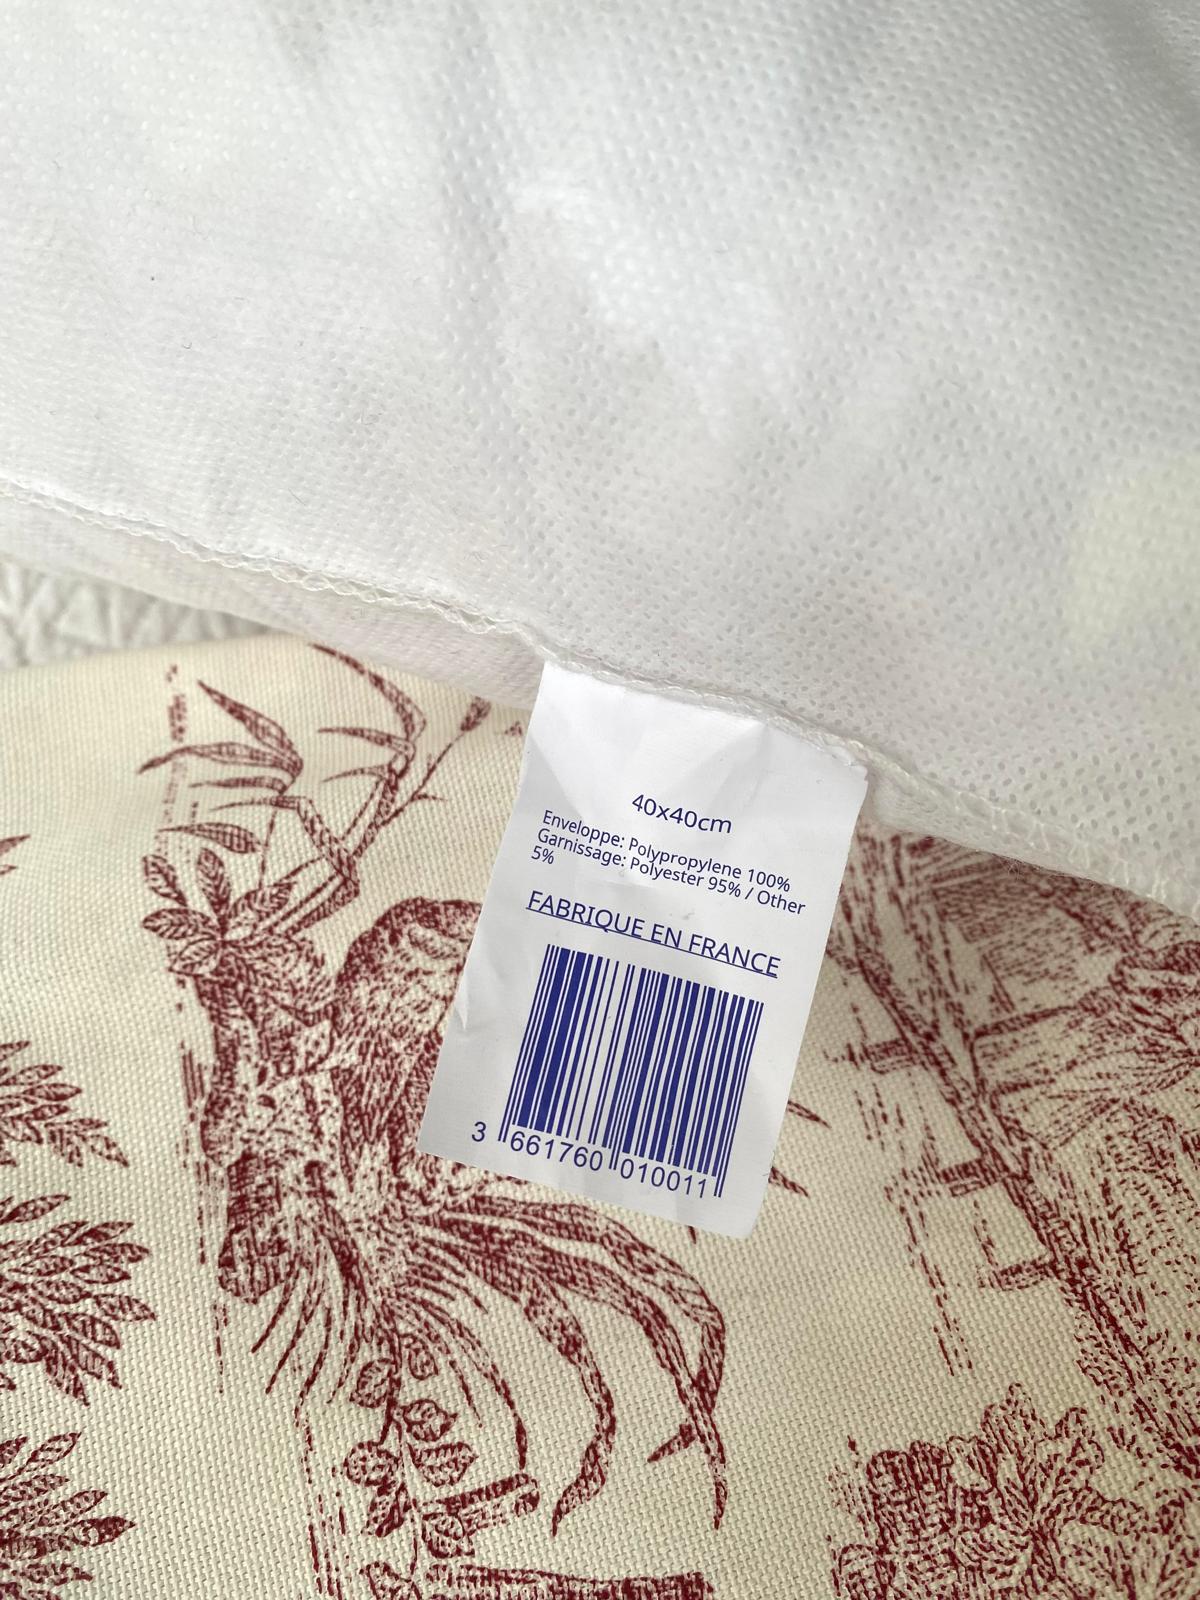 40x40cm
Enveloppe: Polypropylene 100%
Garnissage: Polyester 95% / Other
5%
FABRIQUE EN FRANCE
3 661760 010011